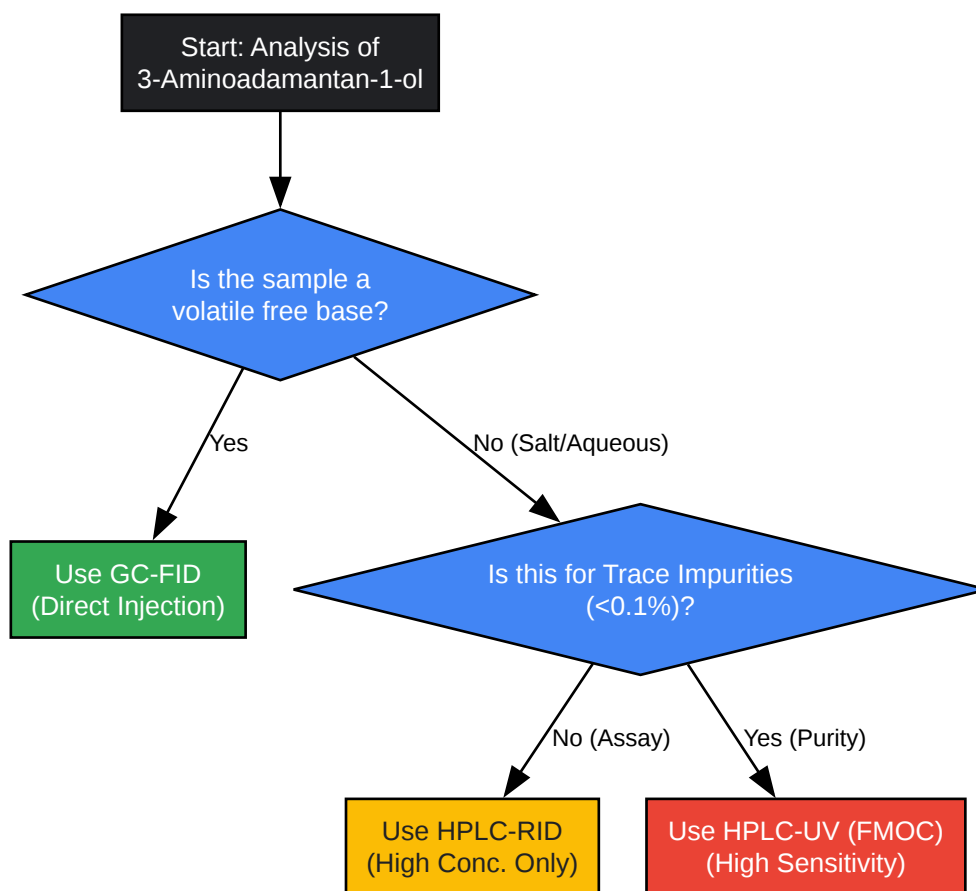 Start: Analysis of
3-Aminoadamantan-1-ol
Is the sample a
volatile free base?
Yes
No (Salt/Aqueous)
Use GC-FID
(Direct Injection)
Is this for Trace Impurities
(<0.1%)?
No (Assay)
Yes (Purity)
Use HPLC-RID
(High Conc. Only)
Use HPLC-UV (FMOC)
(High Sensitivity)